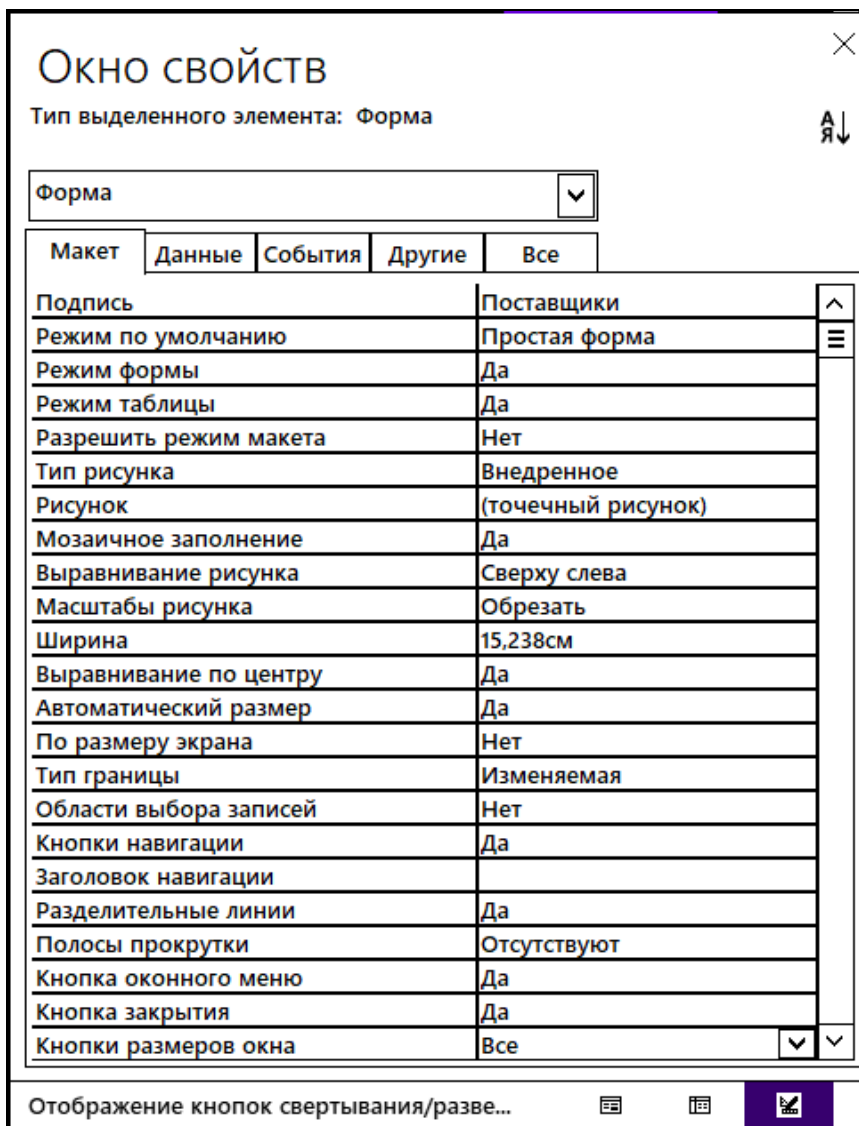 Окно свойств
Тип выделенного элемента: Форма
А
Я
Форма
Макет Данные События Другие Все
Подпись Поставщики
Режим по умолчанию Простая форма
Режим формы Да
Режим таблицы Да
Разрешить режим макета Нет
Тип рисунка Внедренное
Рисунок (точечный рисунок)
Мозаичное заполнение Да
Выравнивание рисунка Сверху слева
Масштабы рисунка Обрезать
Ширина 15,238см
Выравнивание по центру Да
Автоматический размер Да
По размеру экрана Нет
Тип границы Изменяемая
Области выбора записей Нет
Кнопки навигации Да
Заголовок навигации
Разделительные линии Да
Полосы прокрутки Отсутствуют
Кнопка оконного меню Да
Кнопка закрытия Да
Кнопки размеров окна Все
Отображение кнопок свертывания/разве...